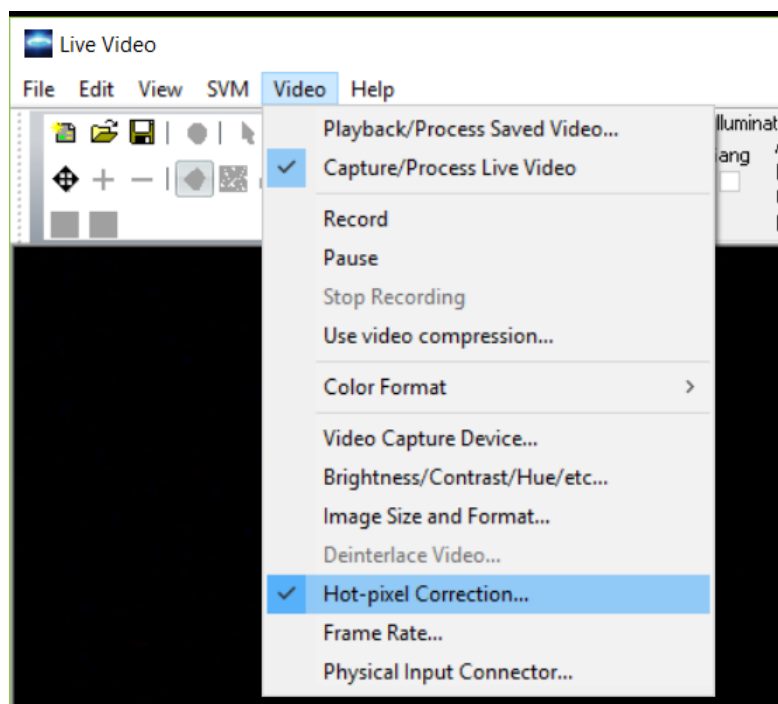 Live Video
File Edit View SVM Video Help
Playback/Process Saved Video...
Capture/Process Live Video
Record
Pause
Stop Recording
Use video compression...
Color Format
Video Capture Device...
Brightness/Contrast/Hue/etc...
Image Size and Format...
Deinterlace Video...
Hot-pixel Correction...
Frame Rate...
Physical Input Connector...
Iluminat
iang